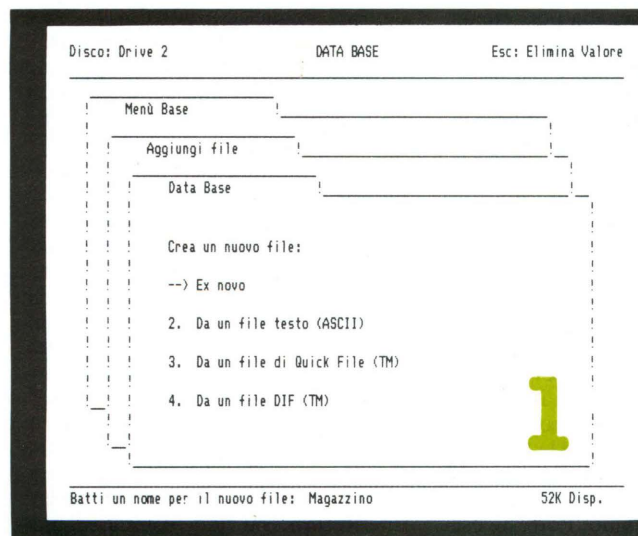 Disco: Drive 2 DATA BASE Esc: Elimina Valore
Menù Base
Aggiungi file
Data Base
Crea un nuovo file:
--> Ex novo
2. Da un file testo (ASCII)
3. Da un file di Quick File (TM)
4. Da un file DIF (TM)
1
Batti un nome per il nuovo file: Magazzino 52K Disp.